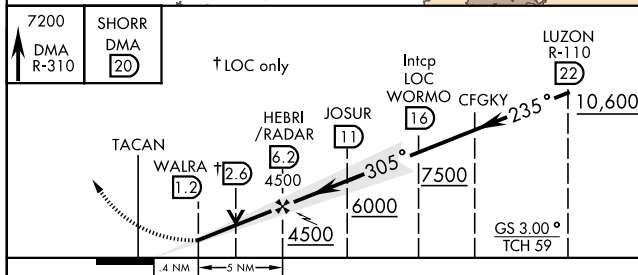 7200
DMA
R-310
SHORR
DMA
20
† LOC only
TACAN
WALRA
1.2
†
2.6
HEBRI
/RADAR
6.2
4500
JOSUR
11
Intcp
LOC
WORMO
16
CFGKY
LUZON
R-110
22
235°
10,600
305°
7500
6000
4500
GS 3.00°
TCH 59
.4 NM
5 NM